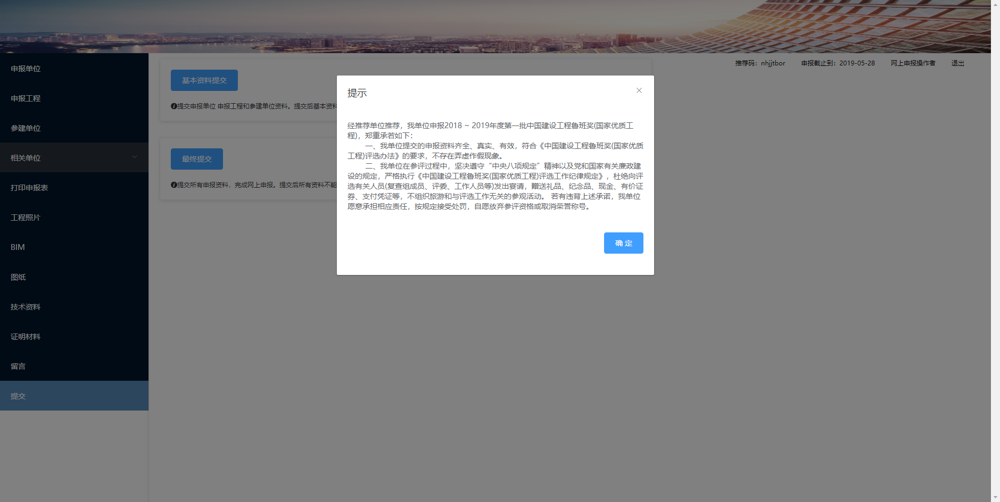 推荐码：nhjjtbor 申报截止到：2019-05-28 网上申报操作者 退出
申报单位
申报工程
参建单位
相关单位
打印申报表
工程照片
BIM
图纸
技术资料
证明材料
留言
提交
基本资料提交
提交申报单位 申报工程和参建单位资料。提交后基本资料
最终提交
提交所有申报资料，完成网上申报。提交后所有资料不能
提示
经推荐单位推荐，我单位申报2018 ~ 2019年度第一批中国建设工程鲁班奖(国家优质工
程)，郑重承若如下：
一、我单位提交的申报资料齐全、真实、有效，符合《中国建设工程鲁班奖(国家优质
工程)评选办法》的要求，不存在弄虚作假现象。
二、我单位在参评过程中，坚决遵守“中央八项规定”精神以及党和国家有关廉政建
设的规定，严格执行《中国建设工程鲁班奖(国家优质工程)评选工作纪律规定》，杜绝向评
选有关人员(复查组成员、评委、工作人员等)发出宴请，赠送礼品、纪念品、现金、有价证
券、支付凭证等，不组织旅游和与评选工作无关的参观活动。 若有违背上述承诺，我单位
愿意承担相应责任，按规定接受处罚，自愿放弃参评资格或取消荣誉称号。
确 定